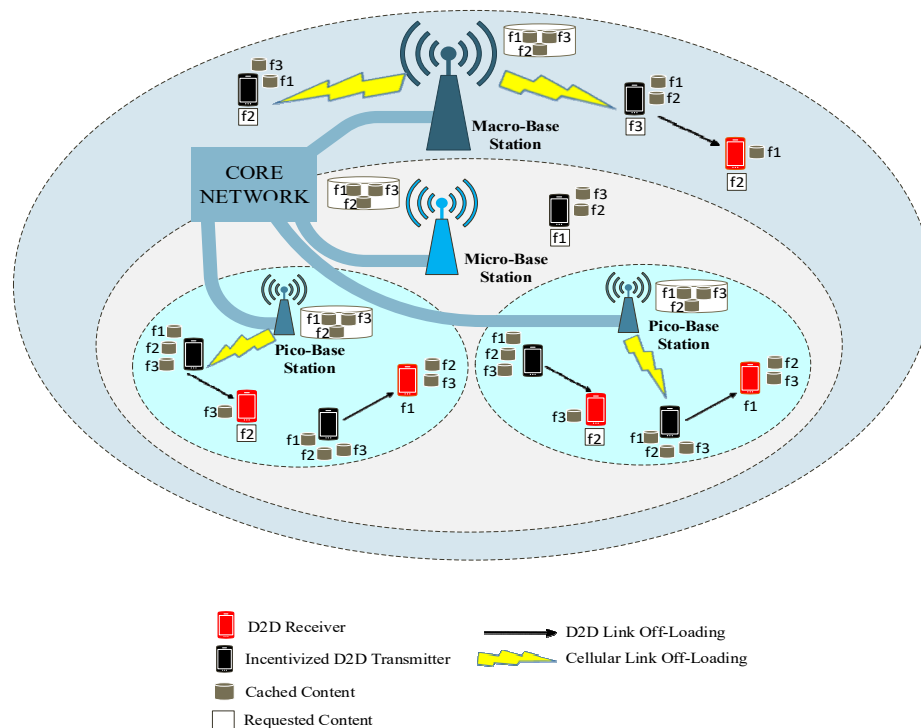 f1 f3
f2
f3
f1
f2
f1
f2
f3
f1
f2
Macro-Base
Station
CORE
NETWORK
f1 f3
f2
f3
f2
f1
Micro-Base
Station
f1 f3
f2
Pico-Base
Station
f1
f2
f3
f3
f2
f2
f3
f1
f1
f2 f3
f1 f3
f2
Pico-Base
Station
f1
f2
f3
f3
f2
f2
f3
f1
f1
f2 f3
D2D Receiver
D2D Link Off-Loading
Incentivized D2D Transmitter
Cellular Link Off-Loading
Cached Content
Requested Content